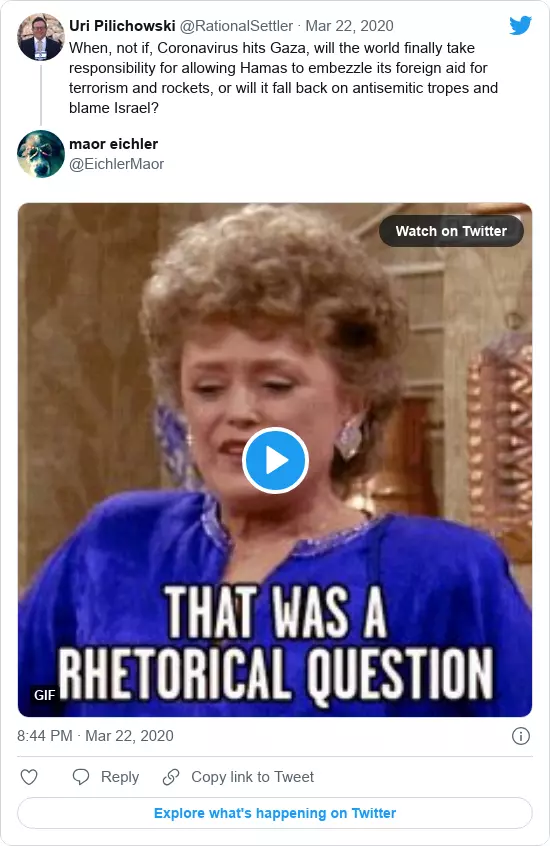 Uri Pilichowski @RationalSettler · Mar 22, 2020
When, not if, Coronavirus hits Gaza, will the world finally take
responsibility for allowing Hamas to embezzle its foreign aid for
terrorism and rockets, or will it fall back on antisemitic tropes and
blame Israel?
maor eichler
@EichlerMaor
Watch on Twitter
THAT WAS A
RHETORICAL QUESTION
GIF
8:44 PM · Mar 22, 2020
Reply
Copy link to Tweet
Explore what's happening on Twitter